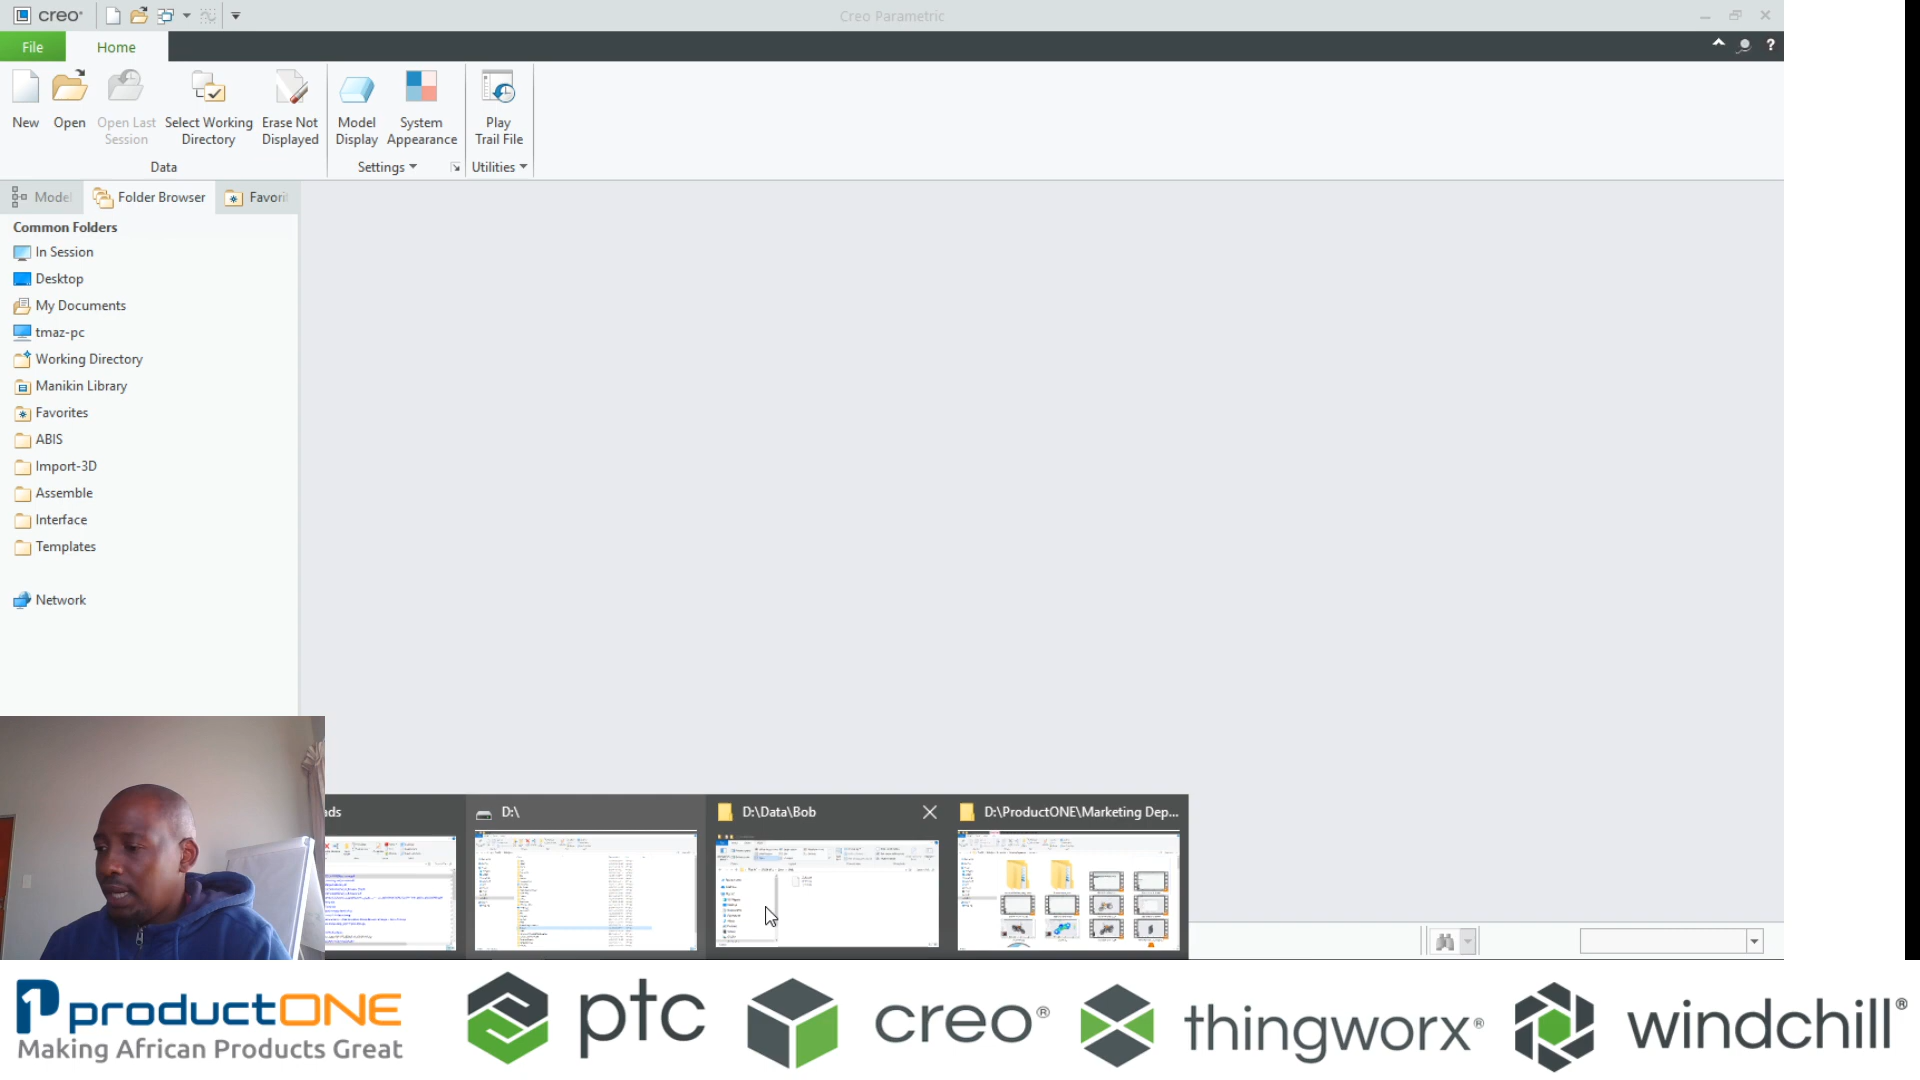 creo®
Creo Parametric
File
Home
?
New
Open
Open Last
Session
Select Working
Directory
Erase Not
Displayed
Model
Display
System
Appearance
Play
Trail File
Data
Settings
Utilities
Model
Folder Browser
Favorit
Common Folders
In Session
Desktop
My Documents
tmaz-pc
Working Directory
Manikin Library
Favorites
ABIS
Import-3D
Assemble
Interface
Templates
Network
ads
D:\
D:\Data\Bob
D:\ProductONE\Marketing Dep...
productONE
Making African Products Great
ptc
creo®
thingworx®
windchill®